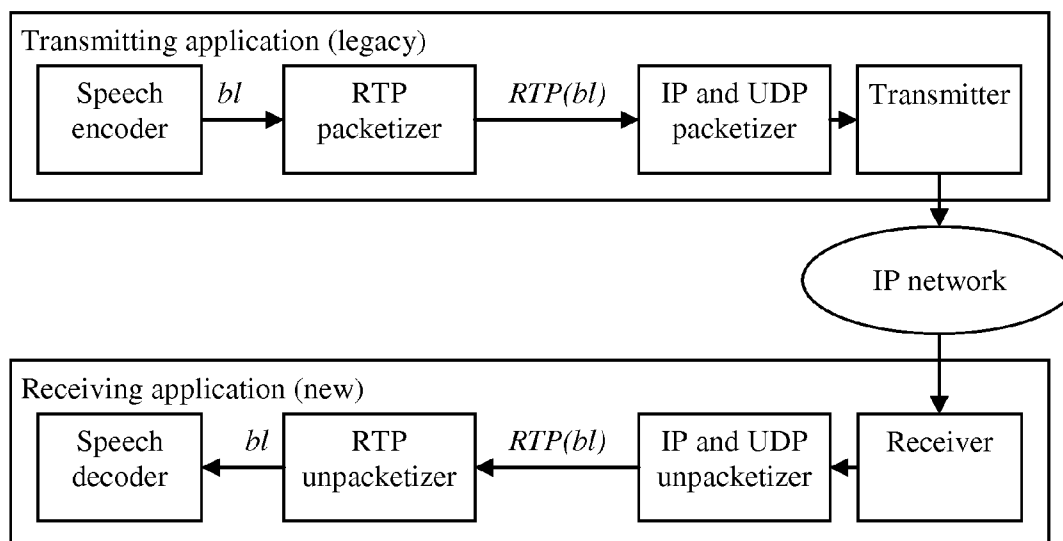 Transmitting application (legacy)
Speech
encoder
bl
RTP
packetizer
RTP(bl)
IP and UDP
packetizer
Transmitter
IP network
Receiving application (new)
Speech
decoder
bl
RTP
unpacketizer
RTP(bl)
IP and UDP
unpacketizer
Receiver